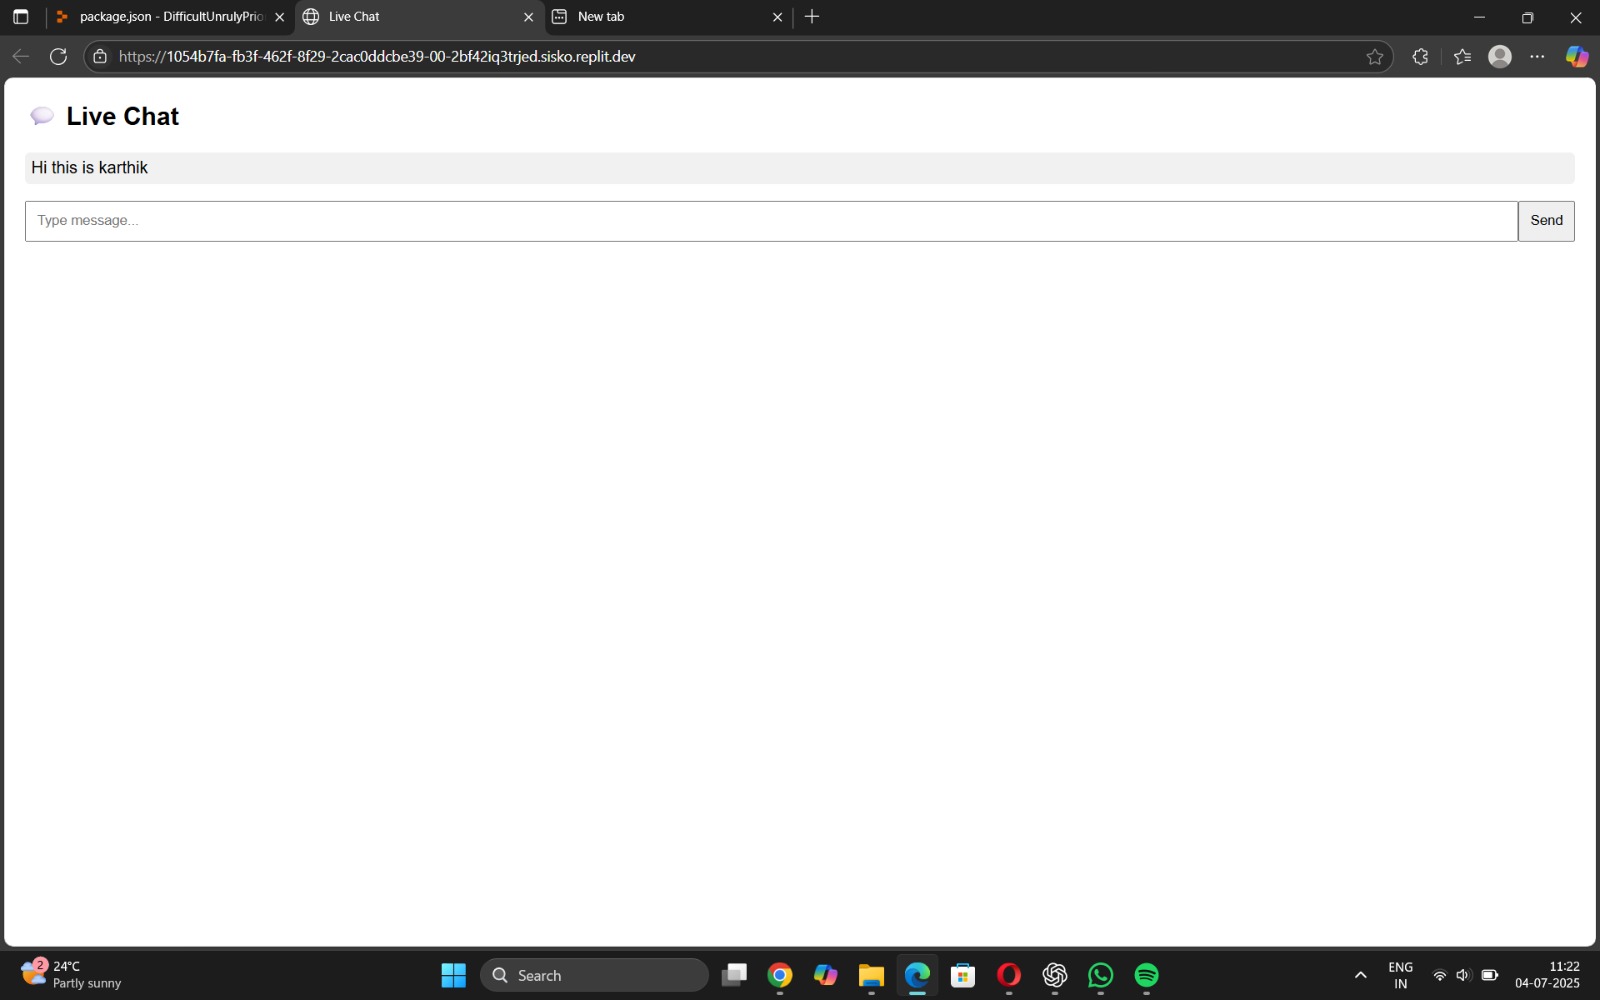 package.json - DifficultUnrulyPrio
Live Chat
New tab
https://1054b7fa-fb3f-462f-8f29-2cac0ddcbe39-00-2bf42iq3trjed.sisko.replit.dev
Live Chat
Hi this is karthik
Type message...
Send
2
24°C
Partly sunny
Search
ENG
IN
11:22
04-07-2025